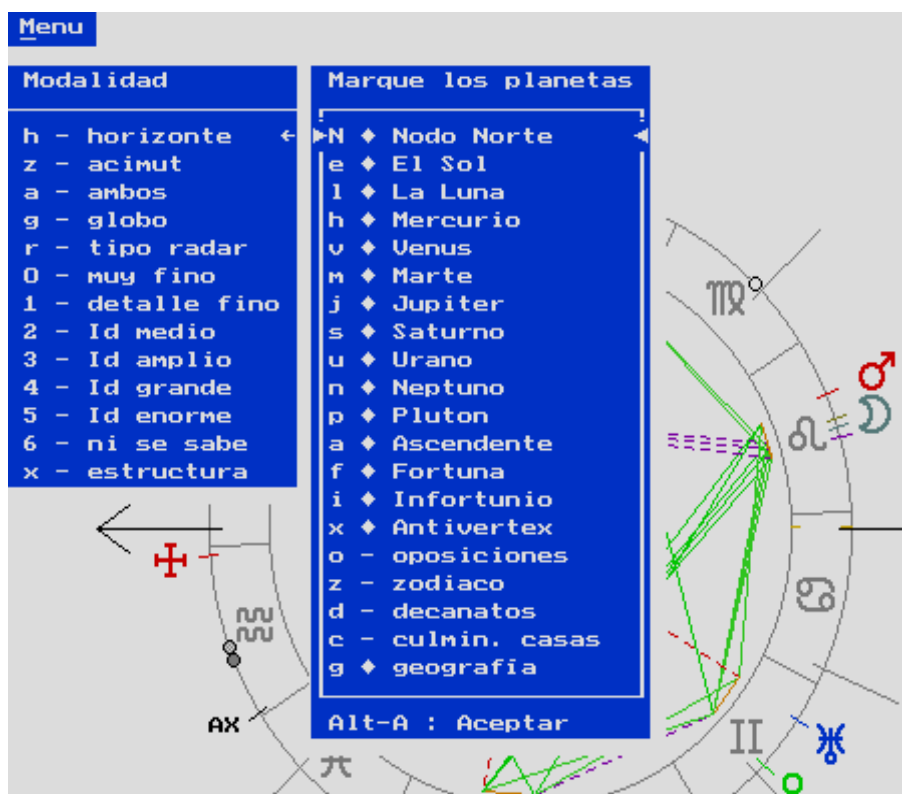 Menu
Modalidad
h - horizonte ←
z - acimut
a - ambos
g - globo
r - tipo radar
0 - muy fino
1 - detalle fino
2 - Id medio
3 - Id amplio
4 - Id grande
5 - Id enorme
6 - ni se sabe
x - estructura
Marque los planetas
N ◆ Nodo Norte
e ◆ El Sol
l ◆ La Luna
h ◆ Mercurio
v ◆ Venus
m ◆ Marte
j ◆ Jupiter
s ◆ Saturno
u ◆ Urano
n ◆ Neptuno
p ◆ Pluton
a ◆ Ascendente
f ◆ Fortuna
i ◆ Infortunio
x ◆ Antivertex
o - oposiciones
z - zodiaco
d - decanatos
c - culmin. casas
g ◆ geografía
Alt-A : Aceptar
♍
♂
☽
♌
♋
♒
AX
♊
♅
♓